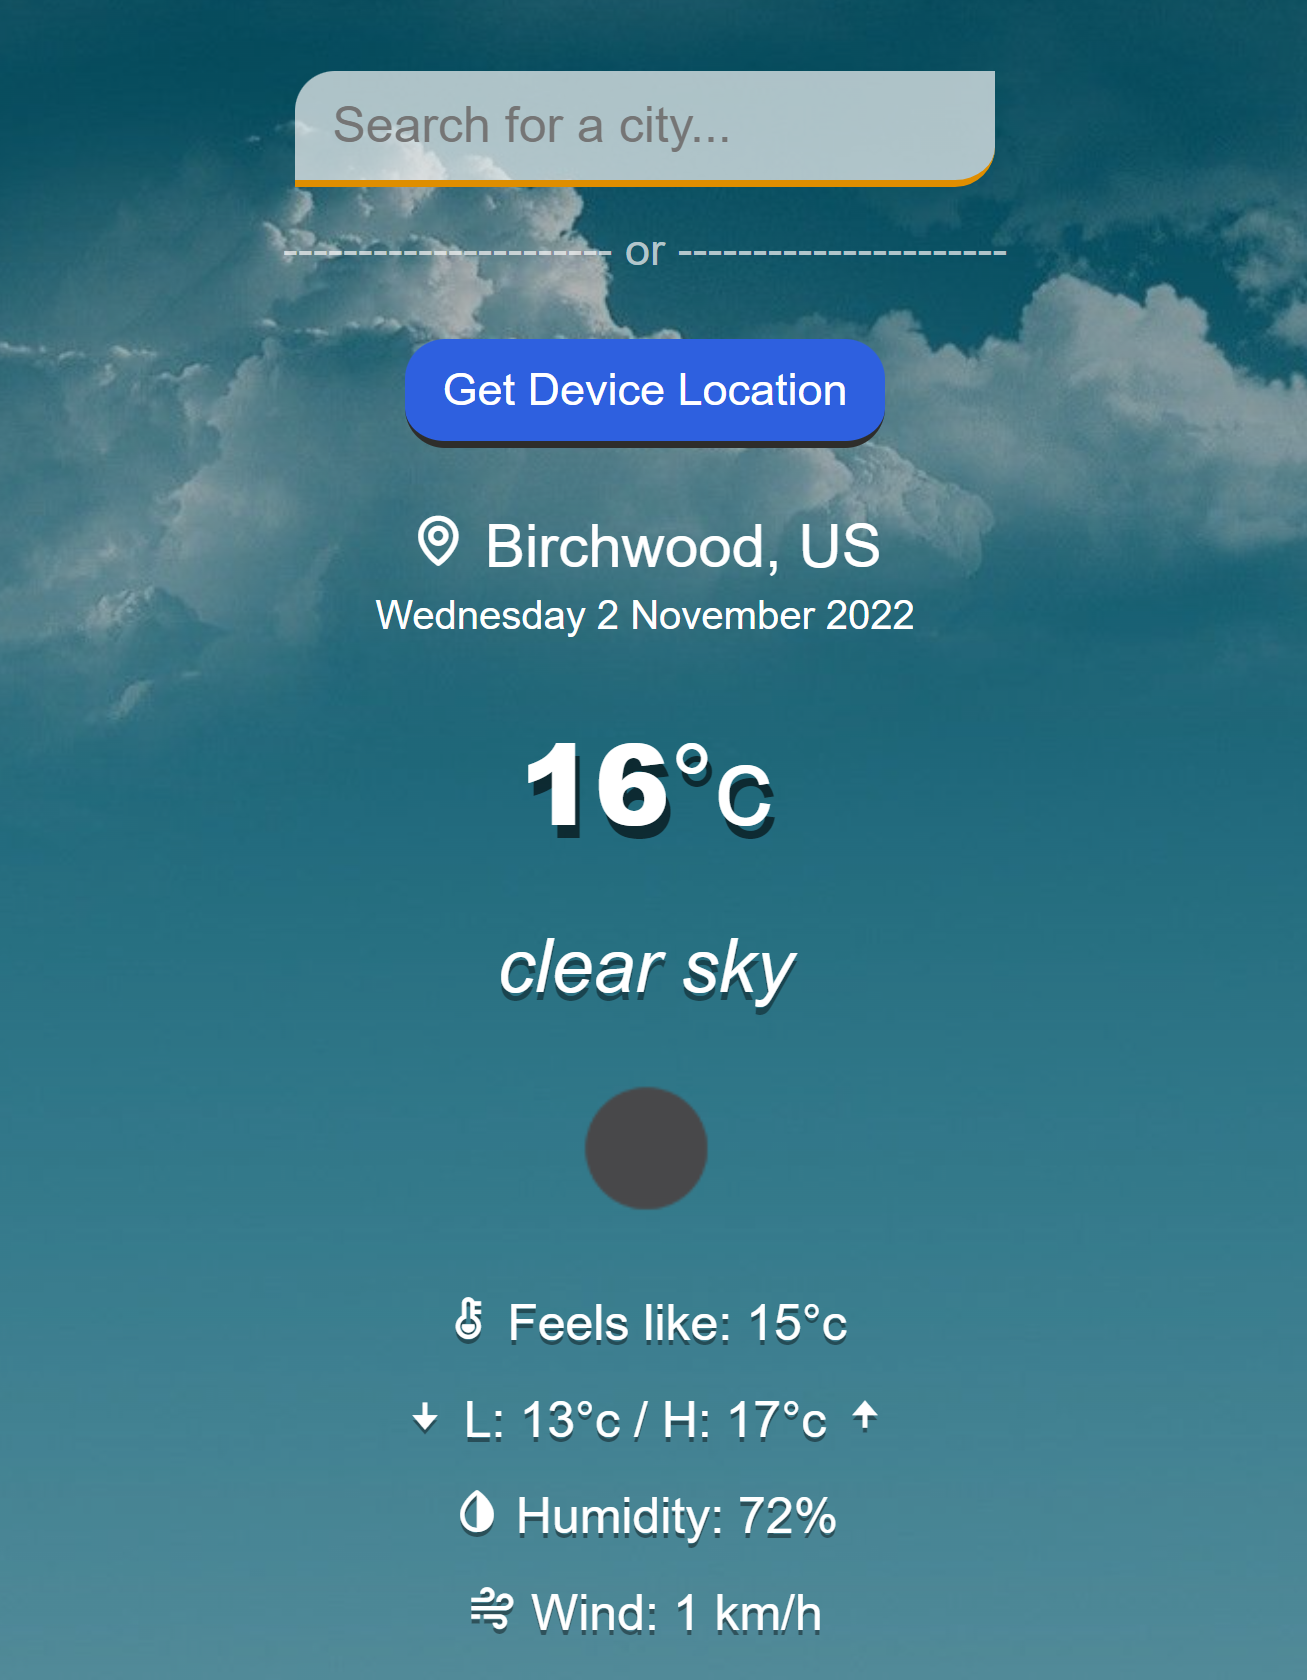 Search for a city...
---------------------- or ----------------------
Get Device Location
Birchwood, US
Wednesday 2 November 2022
16°c
clear sky
Feels like: 15°c
L: 13°c / H: 17°c
Humidity: 72%
Wind: 1 km/h